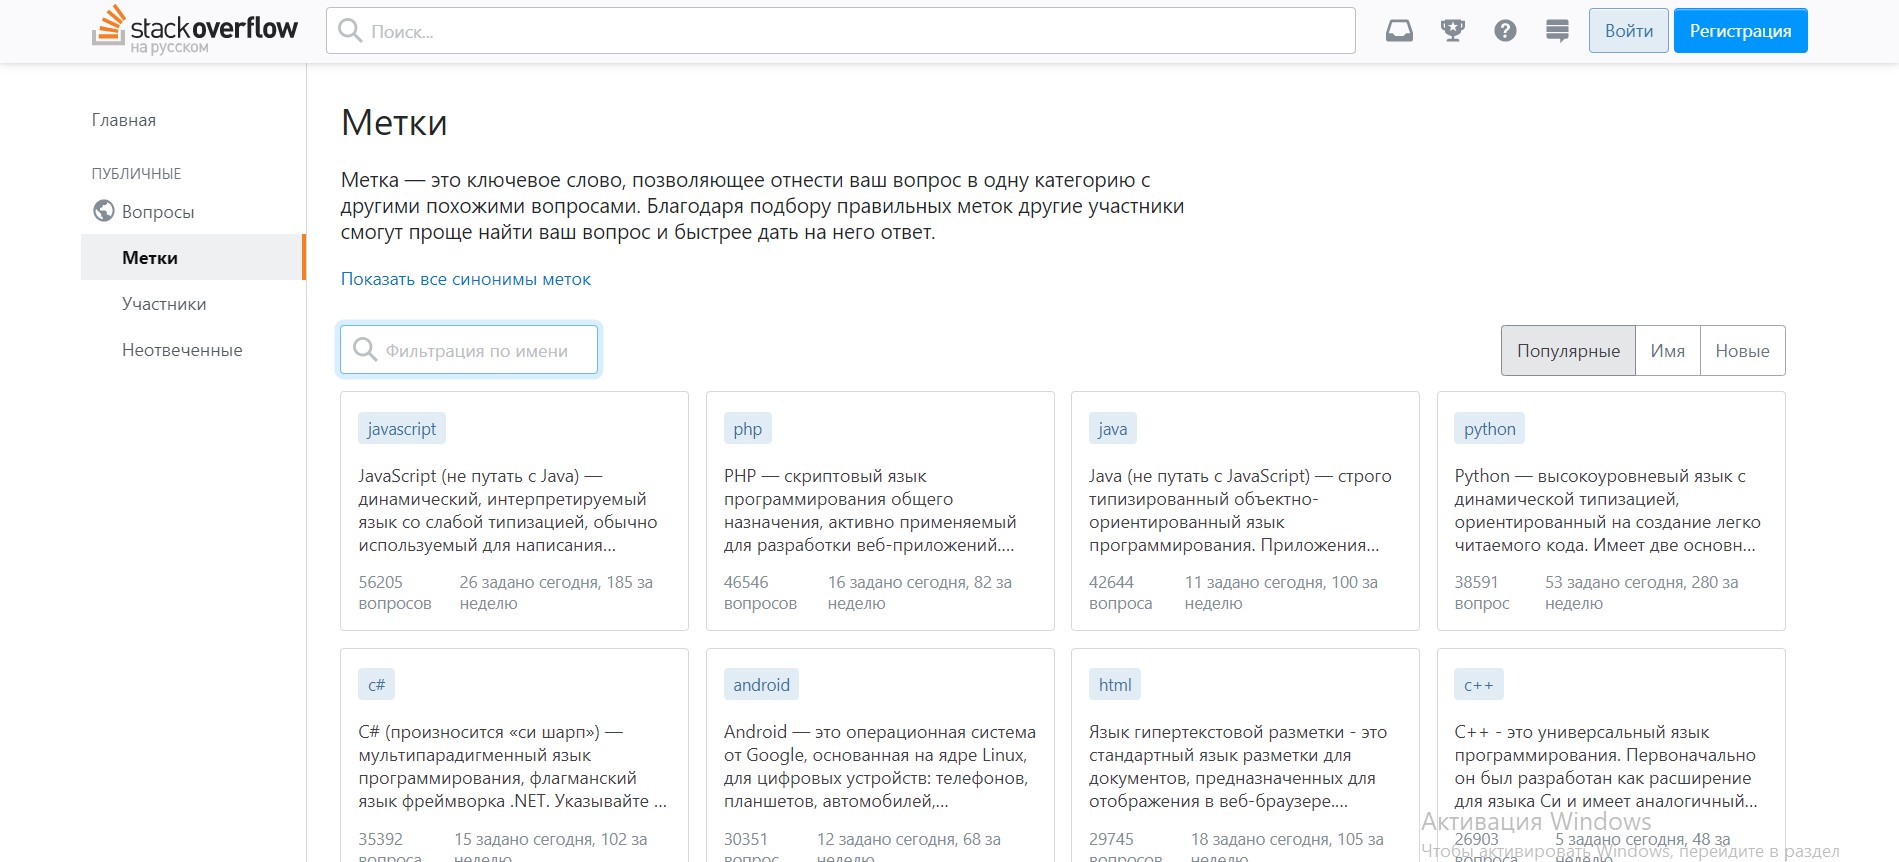 stackoverflow
на русском
Поиск...
Войти
Регистрация
Главная
ПУБЛИЧНЫЕ
Вопросы
Метки
Участники
Неотвеченные
Метки
Метка — это ключевое слово, позволяющее отнести ваш вопрос в одну категорию с
другими похожими вопросами. Благодаря подбору правильных меток другие участники
смогут проще найти ваш вопрос и быстрее дать на него ответ.
Показать все синонимы меток
Фильтрация по имени
Популярные
Имя
Новые
javascript
JavaScript (не путать с Java) —
динамический, интерпретируемый
язык со слабой типизацией, обычно
используемый для написания...
56205
вопросов
26 задано сегодня, 185 за
неделю
php
PHP — скриптовый язык
программирования общего
назначения, активно применяемый
для разработки веб-приложений....
46546
вопросов
16 задано сегодня, 82 за
неделю
java
Java (не путать с JavaScript) — строго
типизированный объектно-
ориентированный язык
программирования. Приложения...
42644
вопроса
11 задано сегодня, 100 за
неделю
python
Python — высокоуровневый язык с
динамической типизацией,
ориентированный на создание легко
читаемого кода. Имеет две основн...
38591
вопрос
53 задано сегодня, 280 за
неделю
c#
C# (произносится «си шарп») —
мультипарадигменный язык
программирования, флагманский
язык фреймворка .NET. Указывайте ...
35392
вопроса
15 задано сегодня, 102 за
неделю
android
Android — это операционная система
от Google, основанная на ядре Linux,
для цифровых устройств: телефонов,
планшетов, автомобилей,...
30351
вопрос
12 задано сегодня, 68 за
неделю
html
Язык гипертекстовой разметки - это
стандартный язык разметки для
документов, предназначенных для
отображения в веб-браузере....
29745
вопросов
18 задано сегодня, 105 за
неделю
c++
C++ - это универсальный язык
программирования. Первоначально
он был разработан как расширение
для языка Си и имеет аналогичный...
26903
вопроса
5 задано сегодня, 48 за
неделю
Активация Windows
Чтобы активировать Windows, перейдите в раздел